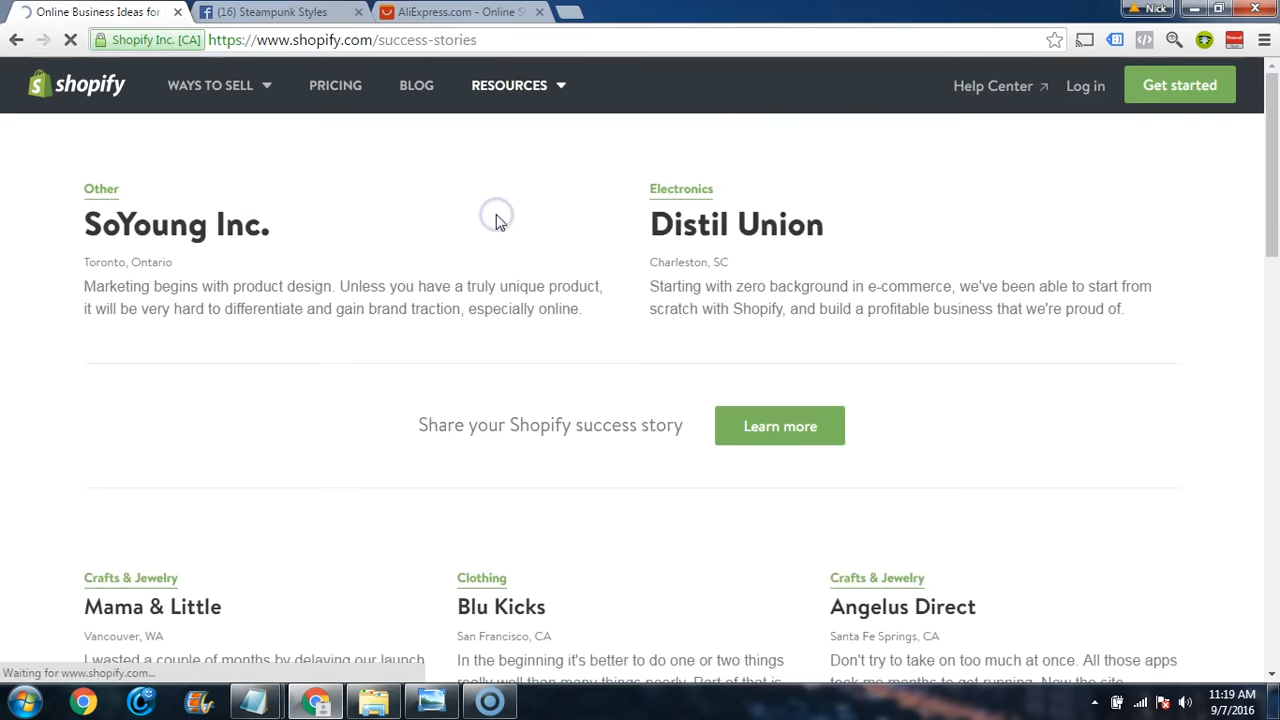 Online Business Ideas for
(16) Steampunk Styles
AliExpress.com - Online S
Nick
Shopify Inc. [CA]
https://www.shopify.com/success-stories
shopify
WAYS TO SELL
PRICING
BLOG
RESOURCES
Help Center
Log in
Get started
Other
SoYoung Inc.
Toronto, Ontario
Marketing begins with product design. Unless you have a truly unique product,
it will be very hard to differentiate and gain brand traction, especially online.
Electronics
Distil Union
Charleston, SC
Starting with zero background in e-commerce, we've been able to start from
scratch with Shopify, and build a profitable business that we're proud of.
Share your Shopify success story
Learn more
Crafts & Jewelry
Mama & Little
Vancouver, WA
I wasted a couple of months by delaying our launch
Clothing
Blu Kicks
San Francisco, CA
In the beginning it's better to do one or two things
really well then many things poorly. Part of that is
Crafts & Jewelry
Angelus Direct
Santa Fe Springs, CA
Don't try to take on too much at once. All those apps
took me months to get running. Now the site
Waiting for www.shopify.com...
11:19 AM
9/7/2016